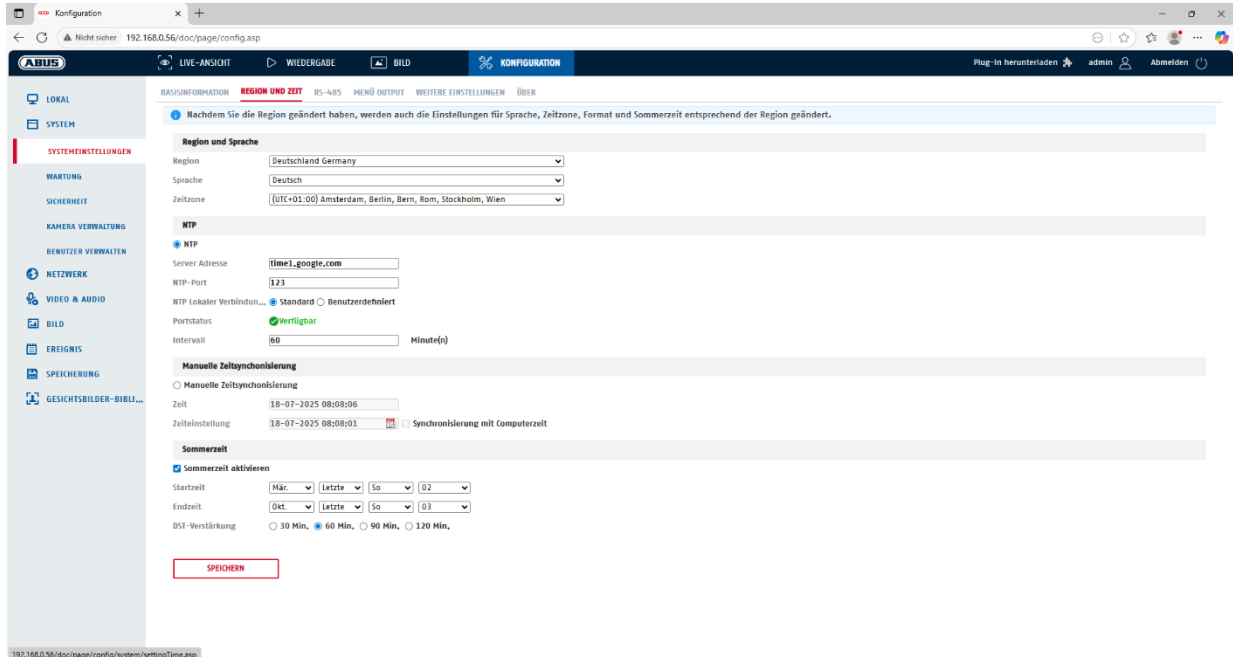 Konfiguration
Nicht sicher 192.168.0.56/doc/page/config.asp
ABUS LIVE-ANSICHT WIEDERGABE BILD KONFIGURATION Plug-In herunterladen admin Abmelden
LOKAL
SYSTEM
SYSTEMEINSTELLUNGEN
WARTUNG
SICHERHEIT
KAMERA VERWALTUNG
BENUTZER VERWALTEN
NETZWERK
VIDEO & AUDIO
BILD
EREIGNIS
SPEICHERUNG
GESICHTSBILDER-BIBLI...
BASISINFORMATION REGION UND ZEIT RS-485 MENÜ OUTPUT WEITERE EINSTELLUNGEN ÜBER
Nachdem Sie die Region geändert haben, werden auch die Einstellungen für Sprache, Zeitzone, Format und Sommerzeit entsprechend der Region geändert.
Region und Sprache
Region Deutschland Germany
Sprache Deutsch
Zeitzone (UTC+01:00) Amsterdam, Berlin, Bern, Rom, Stockholm, Wien
NTP
NTP
Server Adresse time1.google.com
NTP-Port 123
NTP Lokaler Verbindun... Standard Benutzerdefiniert
Portstatus Verfügbar
Intervall 60 Minute(n)
Manuelle Zeitsynchonisierung
Manuelle Zeitsynchonisierung
Zeit 18-07-2025 08:08:06
Zeiteinstellung 18-07-2025 08:08:01 Synchronisierung mit Computerzeit
Sommerzeit
Sommerzeit aktivieren
Startzeit Mär. Letzte So 02
Endzeit Okt. Letzte So 03
DST-Verstärkung 30 Min, 60 Min, 90 Min, 120 Min,
SPEICHERN
192.168.0.56/doc/page/config/system/settingTime.asp